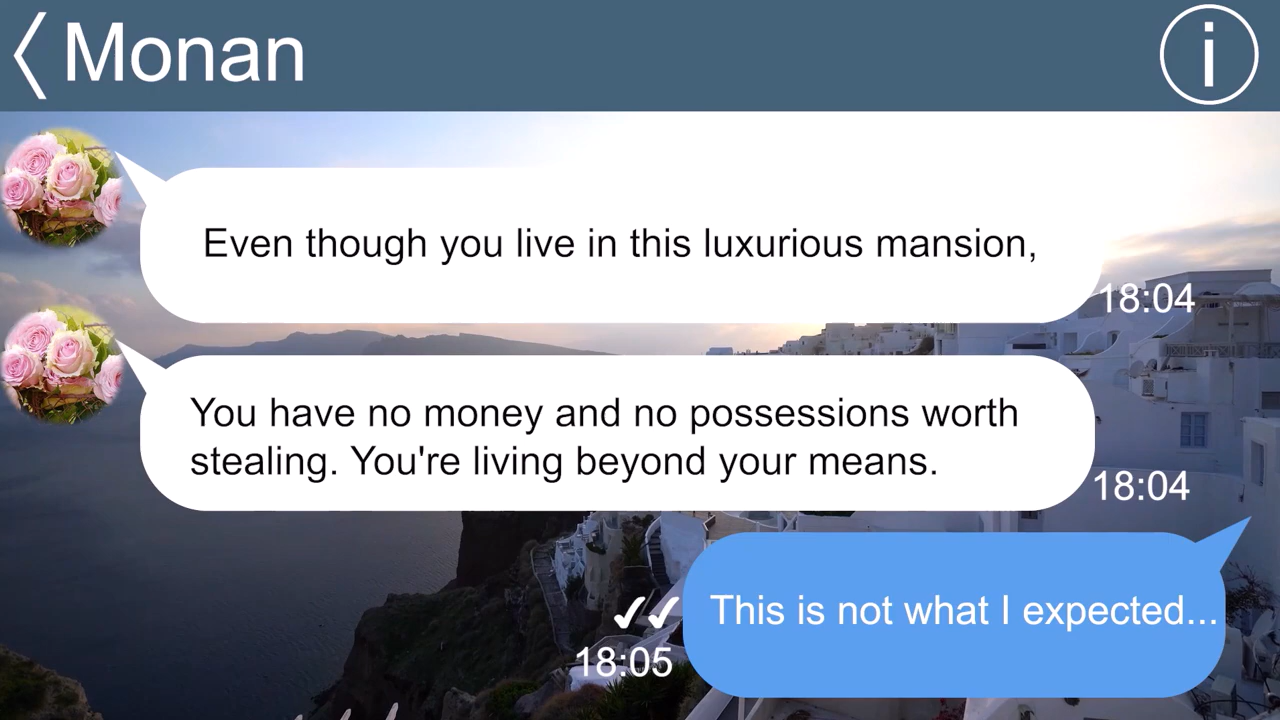 Monan
i
Even though you live in this luxurious mansion,
18:04
You have no money and no possessions worth
stealing. You're living beyond your means.
18:04
This is not what I expected...
18:05